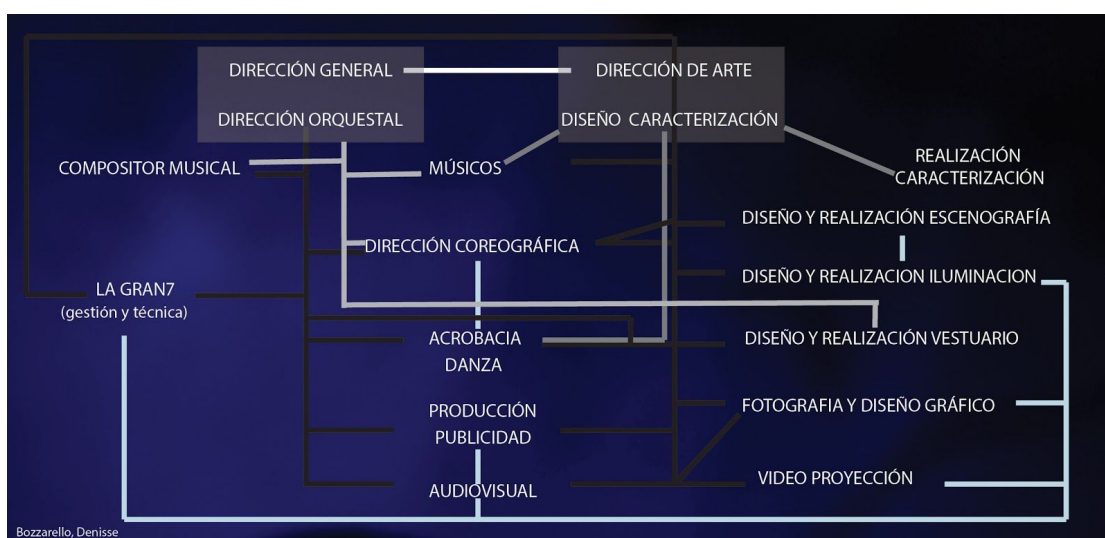 DIRECCIÓN GENERAL
DIRECCIÓN DE ARTE
DIRECCIÓN ORQUESTAL
DISEÑO CARACTERIZACIÓN
COMPOSITOR MUSICAL
MÚSICOS
REALIZACIÓN
CARACTERIZACIÓN
DISEÑO Y REALIZACIÓN ESCENOGRAFÍA
DIRECCIÓN COREOGRÁFICA
DISEÑO Y REALIZACION ILUMINACION
LA GRAN7
(gestión y técnica)
ACROBACIA
DANZA
DISEÑO Y REALIZACIÓN VESTUARIO
PRODUCCIÓN
PUBLICIDAD
FOTOGRAFIA Y DISEÑO GRÁFICO
AUDIOVISUAL
VIDEO PROYECCIÓN
Bozzarello, Denisse